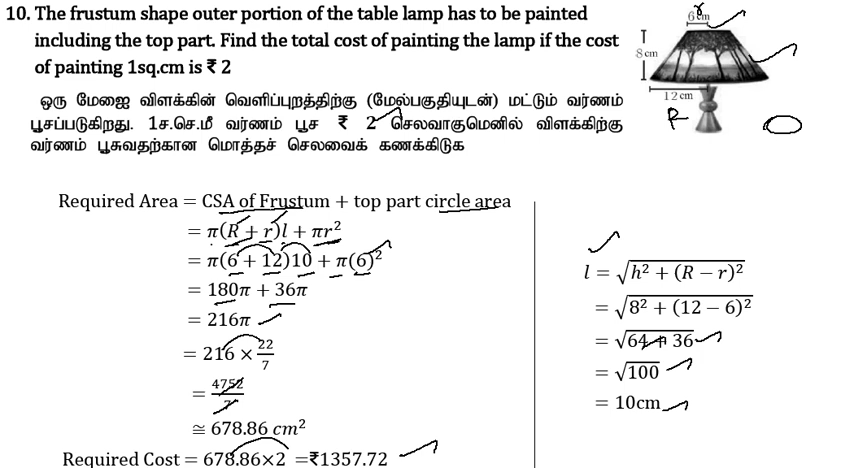 10. The frustum shape outer portion of the table lamp has to be painted
including the top part. Find the total cost of painting the lamp if the cost
of painting 1sq.cm is ₹ 2
ஒரு மேஜை விளக்கின் வெளிப்புறத்திற்கு (மேல்பகுதியுடன்) மட்டும் வர்ணம்
பூசப்படுகிறது. 1ச.செ.மீ வர்ணம் பூச ₹ 2 செலவாகுமெனில் விளக்கிற்கு
வர்ணம் பூசுவதற்கான மொத்தச் செலவைக் கணக்கிடுக
r
6 cm
8 cm
12 cm
R
Required Area = CSA of Frustum + top part circle area
= π(R + r)l + πr²
= π(6 + 12)10 + π(6)²
= 180π + 36π
= 216π
= 216 × 22/7
= 4752/7
≅ 678.86 cm²
Required Cost = 678.86×2 =₹1357.72
l = √h² + (R − r)²
= √8² + (12 − 6)²
= √64 + 36
= √100
= 10cm